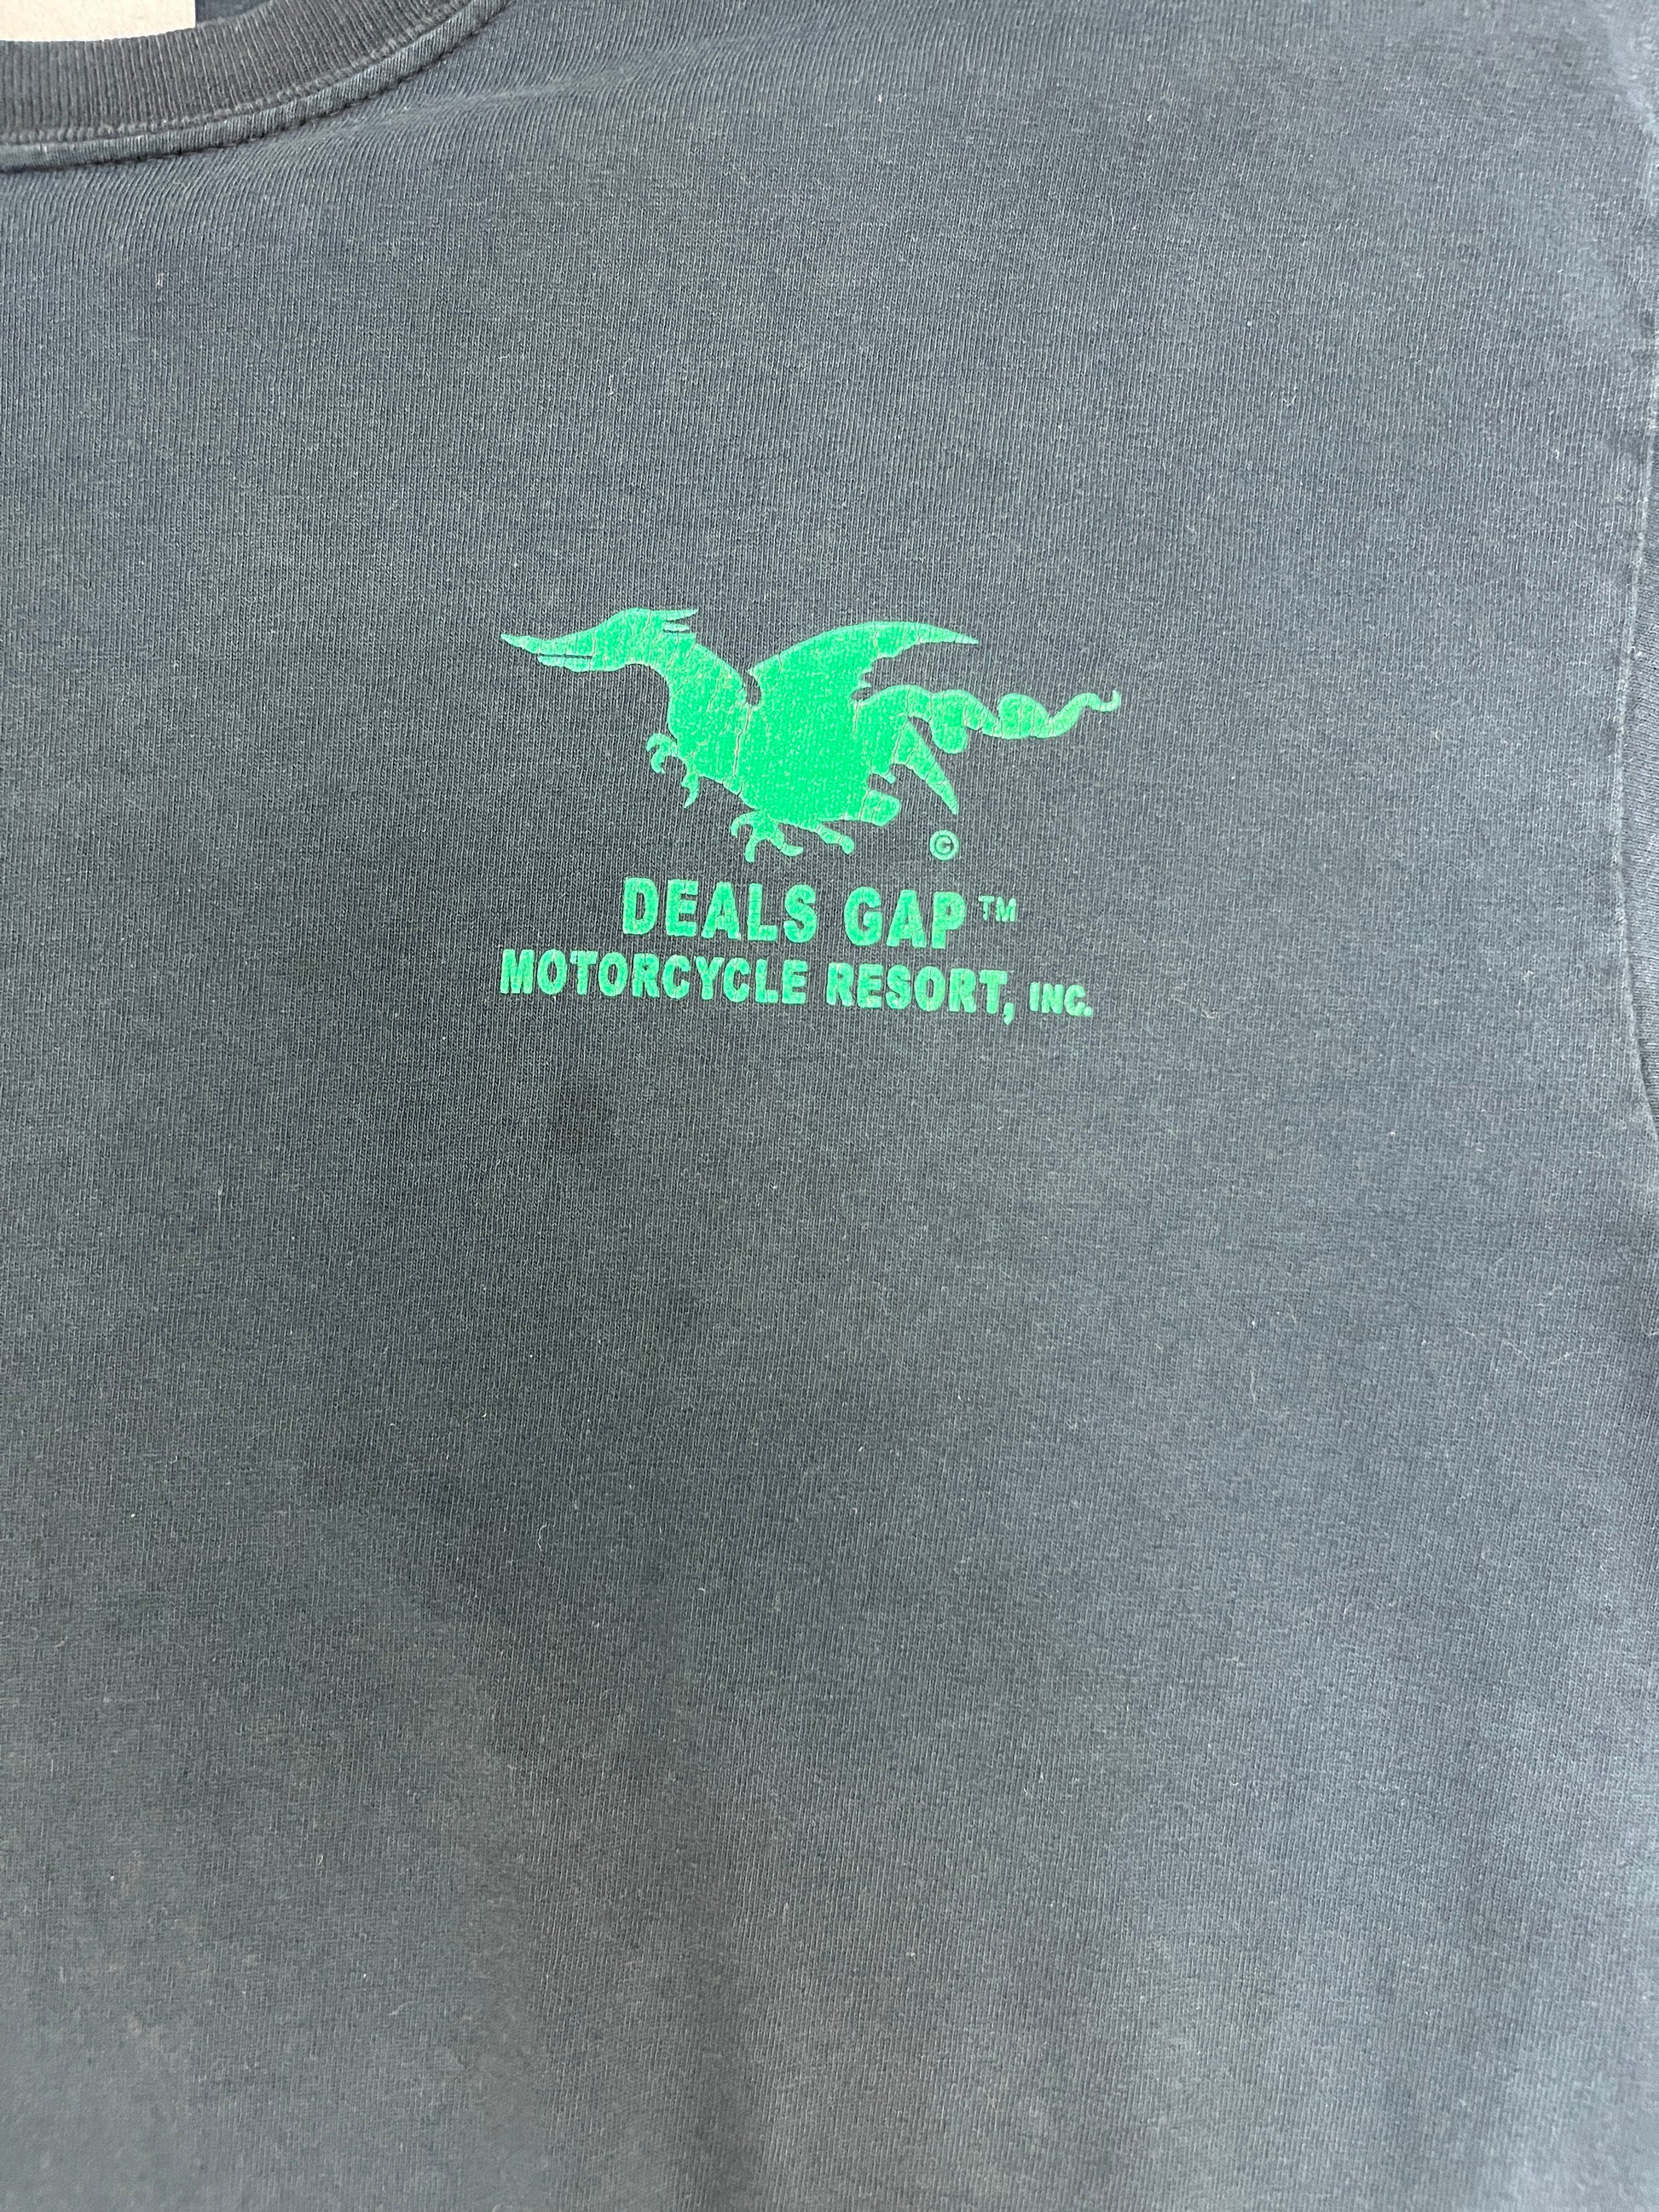 ©
DEALS GAP™
MOTORCYCLE RESORT, INC.